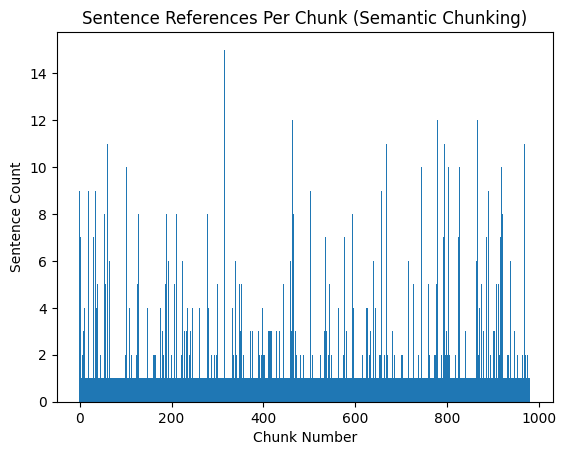 Sentence References Per Chunk (Semantic Chunking)
14
12
10
8
6
4
2
0
Sentence Count
0 200 400 600 800 1000
Chunk Number